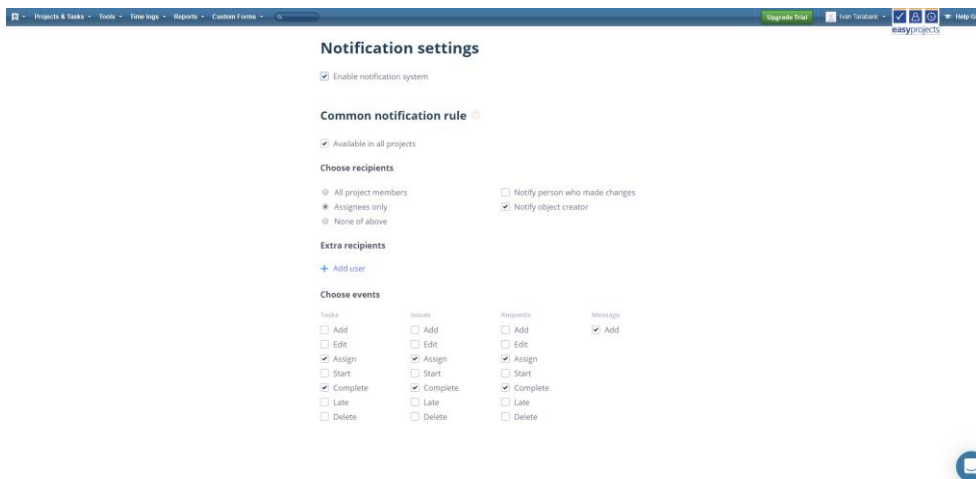 Projects & Tasks Tools Time logs Reports Custom Forms Upgrade Trial Ivan Tarabaric Help G
easyprojects
Notification settings
Enable notification system
Common notification rule
Available in all projects
Choose recipients
All project members Notify person who made changes
Assignees only Notify object creator
None of above
Extra recipients
+ Add user
Choose events
Tasks Issues Requests Message
Add Add Add Add
Edit Edit Edit
Assign Assign Assign
Start Start Start
Complete Complete Complete
Late Late Late
Delete Delete Delete